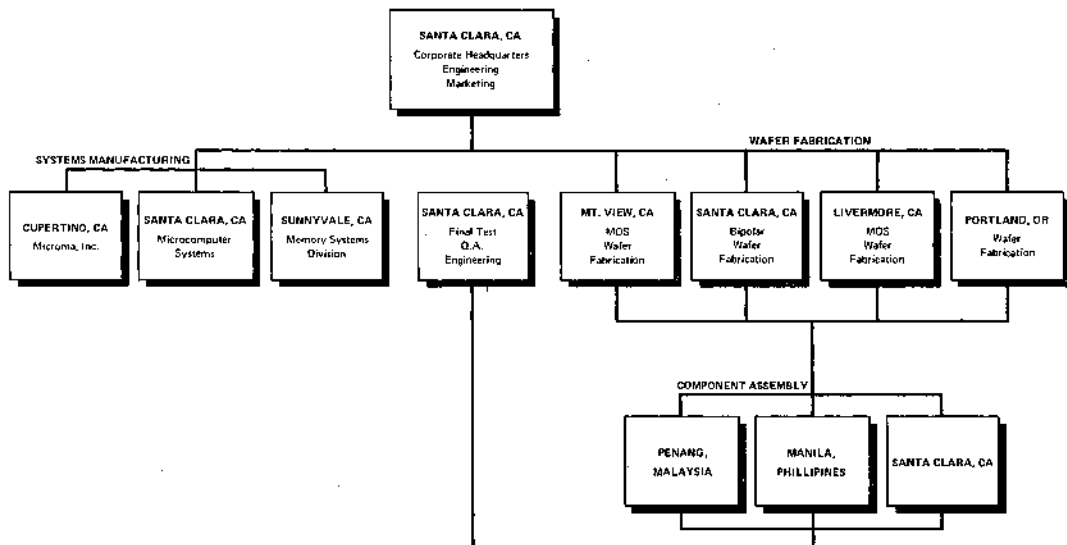 SANTA CLARA, CA
Corporate Headquarters
Engineering
Marketing
SYSTEMS MANUFACTURING
WAFER FABRICATION
CUPERTINO, CA
Microma, Inc.
SANTA CLARA, CA
Microcomputer
Systems
SUNNYVALE, CA
Memory Systems
Division
SANTA CLARA, CA
Final Test
Q.A.
Engineering
MT. VIEW, CA
MOS
Wafer
Fabrication
SANTA CLARA, CA
Bipolar
Wafer
Fabrication
LIVERMORE, CA
MOS
Wafer
Fabrication
PORTLAND, OR
Wafer
Fabrication
COMPONENT ASSEMBLY
PENANG,
MALAYSIA
MANILA,
PHILLIPINES
SANTA CLARA, CA